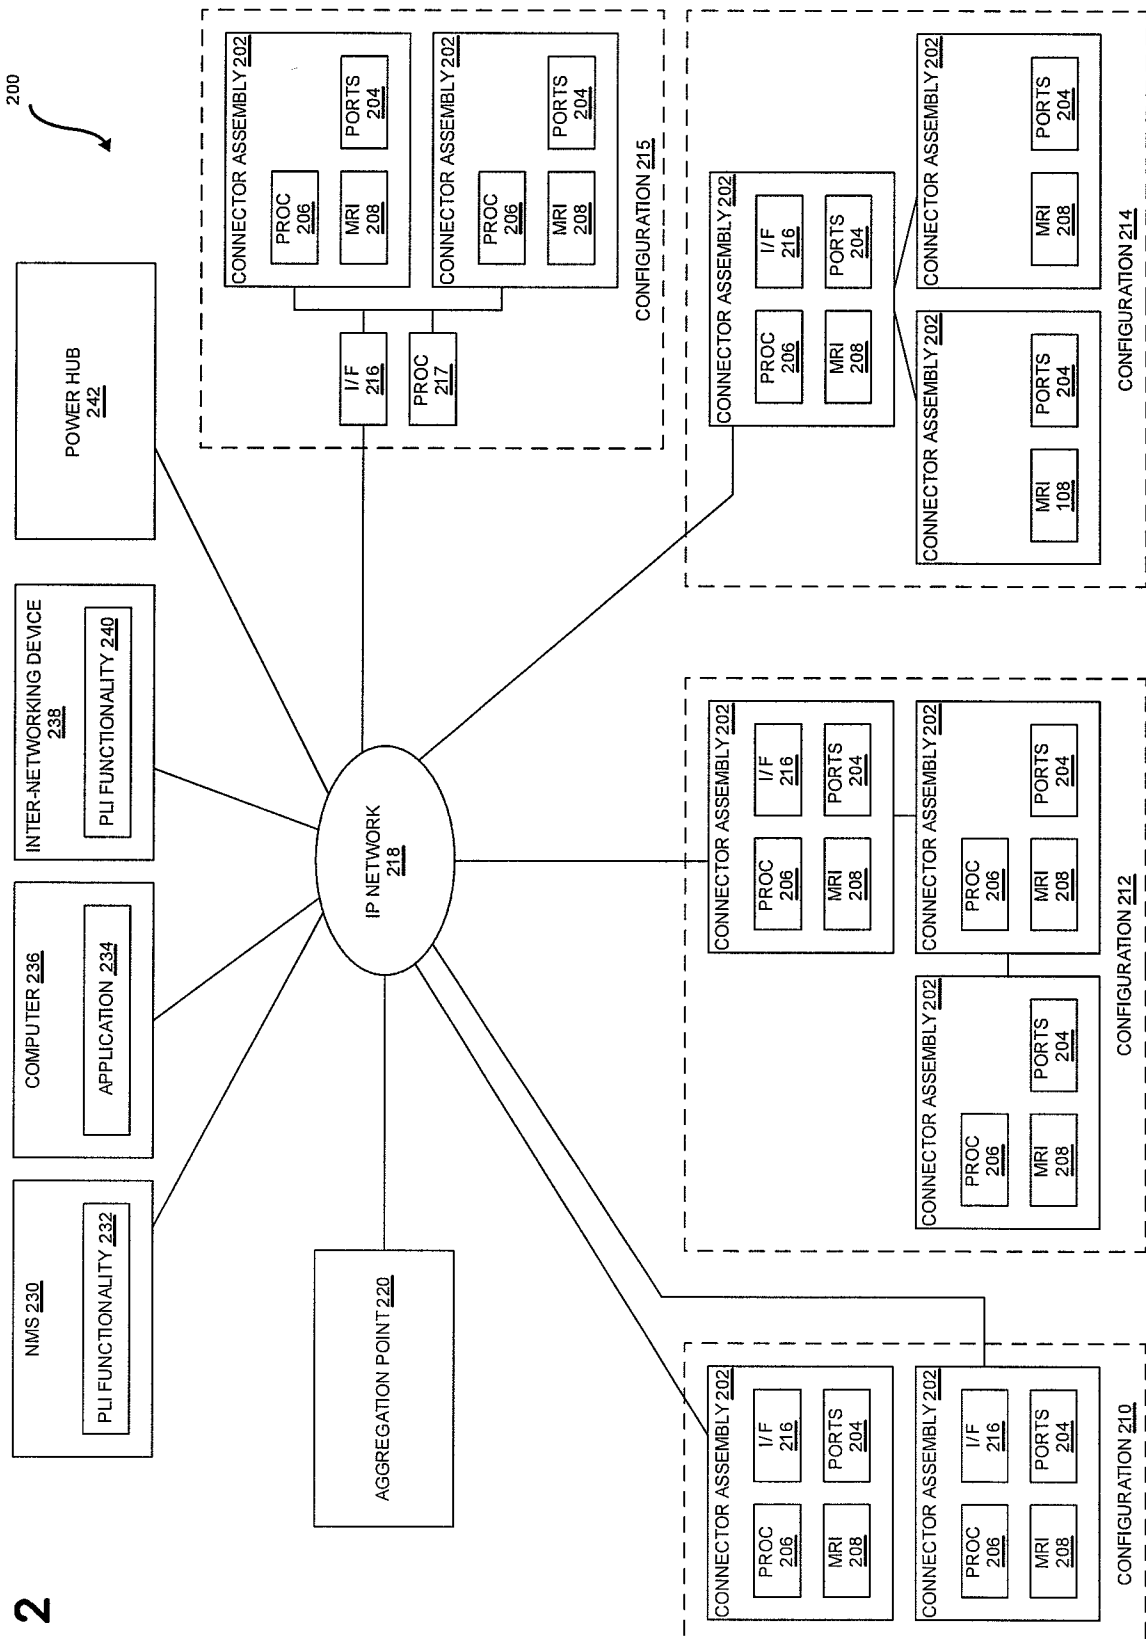 2
200
NMS 230
PLI FUNCTIONALITY 232
COMPUTER 236
APPLICATION 234
INTER-NETWORKING DEVICE
238
PLI FUNCTIONALITY 240
POWER HUB
242
AGGREGATION POINT 220
IP NETWORK
218
CONNECTOR ASSEMBLY 202
PROC
206
MRI
208
PORTS
204
CONNECTOR ASSEMBLY 202
PROC
206
MRI
208
PORTS
204
I/F
216
PROC
217
CONFIGURATION 215
CONNECTOR ASSEMBLY 202
PROC
206
I/F
216
MRI
208
PORTS
204
CONNECTOR ASSEMBLY 202
PROC
206
I/F
216
MRI
208
PORTS
204
CONFIGURATION 210
CONNECTOR ASSEMBLY 202
PROC
206
I/F
216
MRI
208
PORTS
204
CONNECTOR ASSEMBLY 202
PROC
206
MRI
208
PORTS
204
CONNECTOR ASSEMBLY 202
PROC
206
MRI
208
PORTS
204
CONFIGURATION 212
CONNECTOR ASSEMBLY 202
PROC
206
I/F
216
MRI
208
PORTS
204
CONNECTOR ASSEMBLY 202
MRI
108
PORTS
204
CONNECTOR ASSEMBLY 202
MRI
208
PORTS
204
CONFIGURATION 214